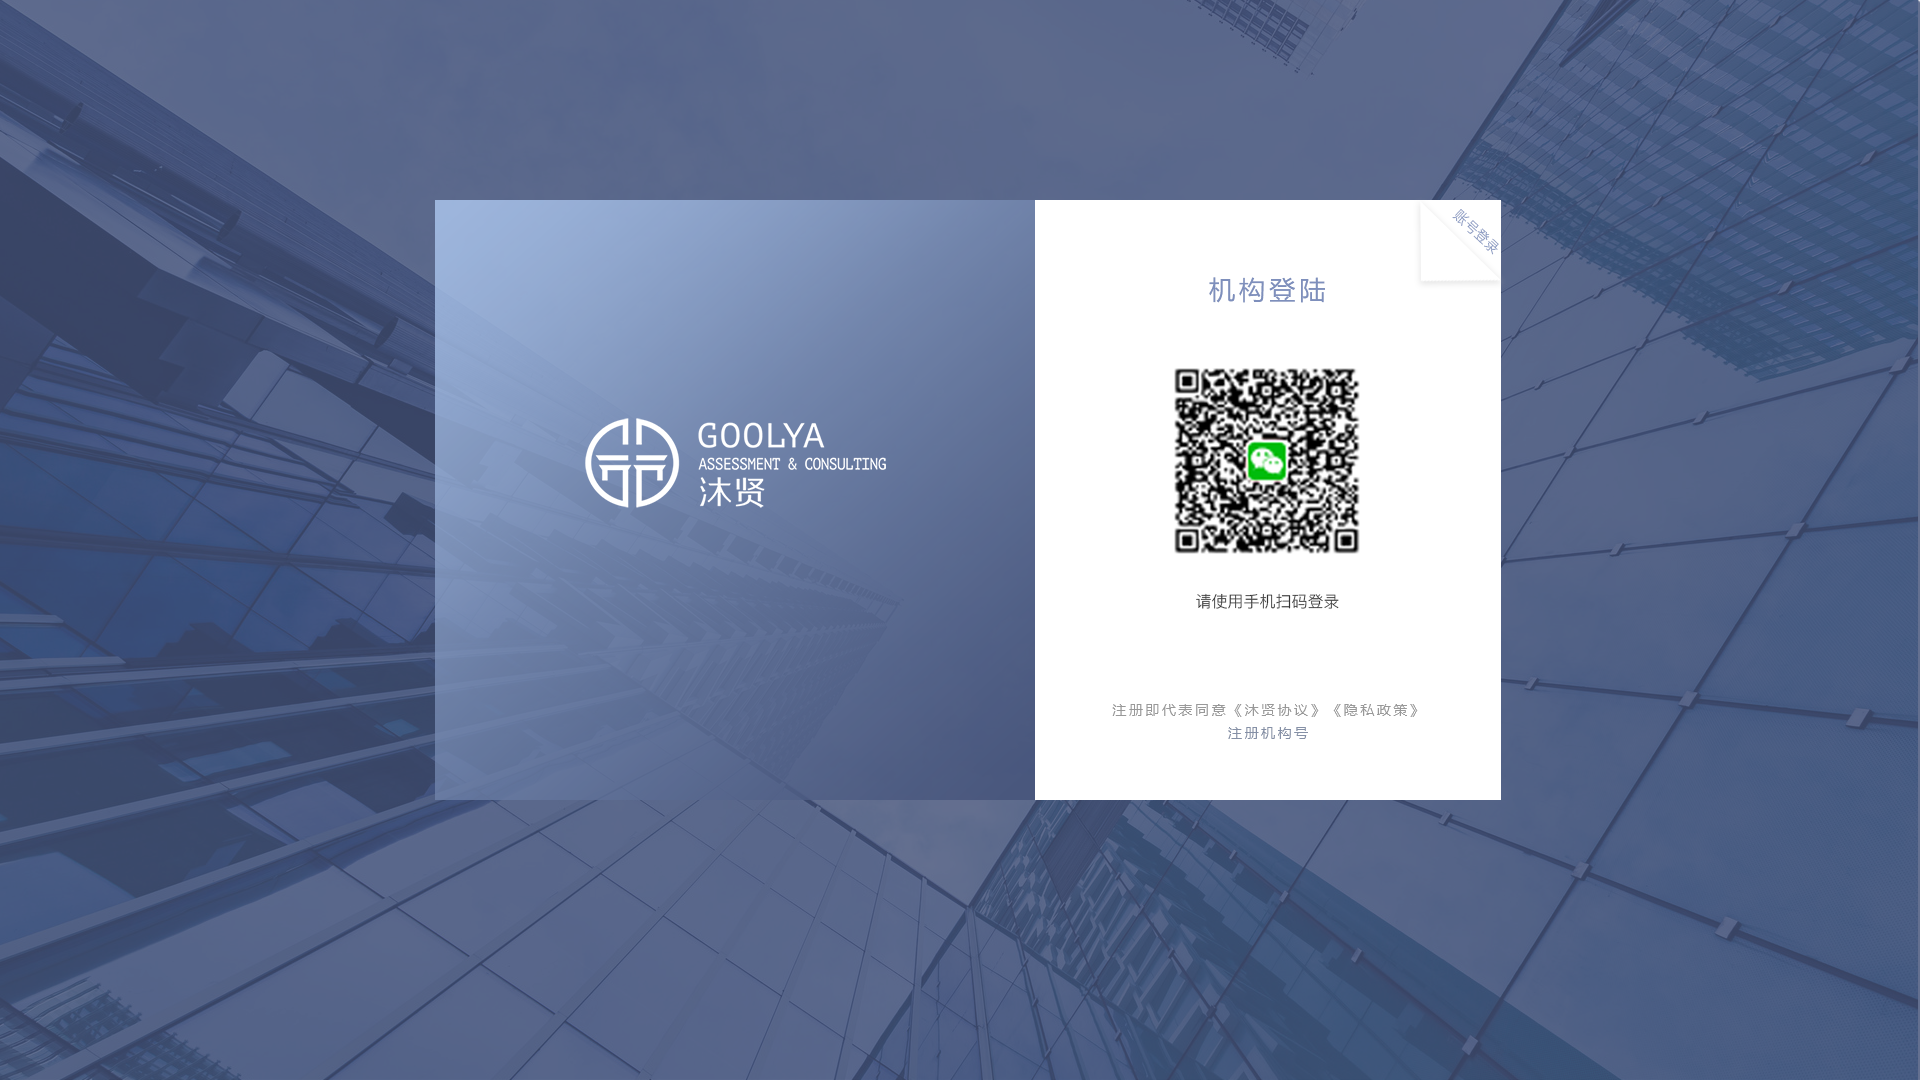 账号登录
机构登陆
GOOLYA
ASSESSMENT & CONSULTING
沐贤
请使用手机扫码登录
注册即代表同意《沐贤协议》《隐私政策》
注册机构号